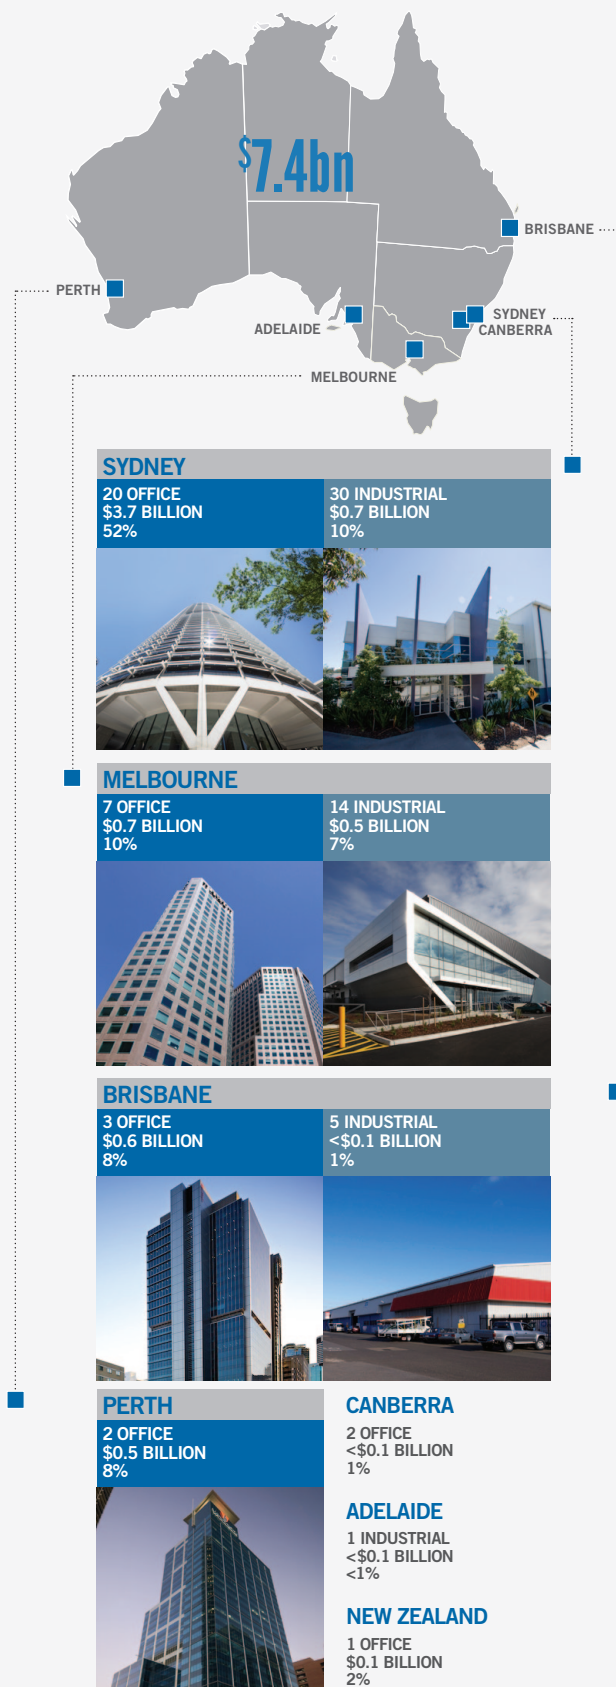 $7.4bn
BRISBANE
PERTH
ADELAIDE
SYDNEY
CANBERRA
MELBOURNE
SYDNEY
20 OFFICE
$3.7 BILLION
52%
30 INDUSTRIAL
$0.7 BILLION
10%
MELBOURNE
7 OFFICE
$0.7 BILLION
10%
14 INDUSTRIAL
$0.5 BILLION
7%
BRISBANE
3 OFFICE
$0.6 BILLION
8%
5 INDUSTRIAL
<$0.1 BILLION
1%
PERTH
2 OFFICE
$0.5 BILLION
8%
CANBERRA
2 OFFICE
<$0.1 BILLION
1%
ADELAIDE
1 INDUSTRIAL
<$0.1 BILLION
<1%
NEW ZEALAND
1 OFFICE
$0.1 BILLION
2%